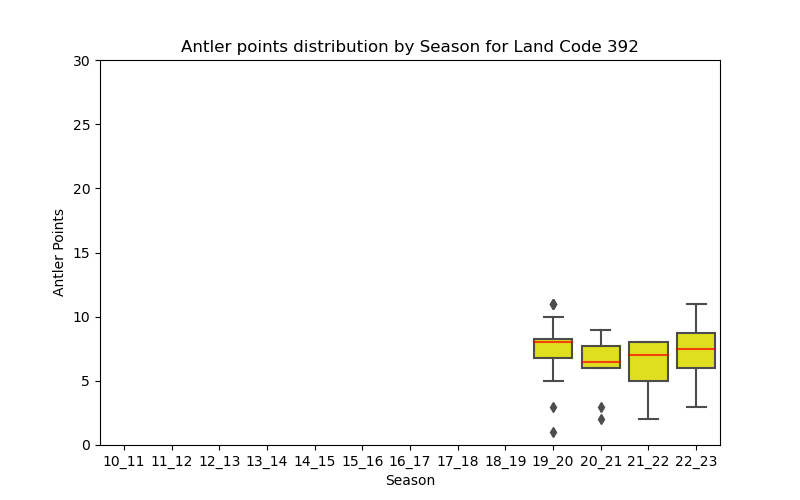 Antler points distribution by Season for Land Code 392
Antler Points
30
25
20
15
10
5
0
10_11 11_12 12_13 13_14 14_15 15_16 16_17 17_18 18_19 19_20 20_21 21_22 22_23
Season